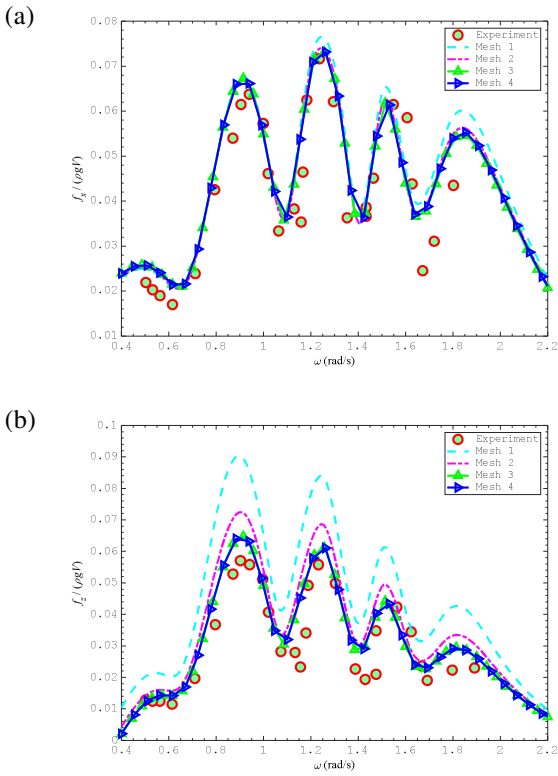 (a)
0.08
0.07
0.06
0.05
0.04
0.03
0.02
0.01
fx / (ρgV)
Experiment
Mesh 1
Mesh 2
Mesh 3
Mesh 4
0.4 0.6 0.8 1 1.2 1.4 1.6 1.8 2 2.2
ω (rad/s)
(b)
0.1
0.09
0.08
0.07
0.06
0.05
0.04
0.03
0.02
0.01
0
fz / (ρgV)
Experiment
Mesh 1
Mesh 2
Mesh 3
Mesh 4
0.4 0.6 0.8 1 1.2 1.4 1.6 1.8 2 2.2
ω (rad/s)